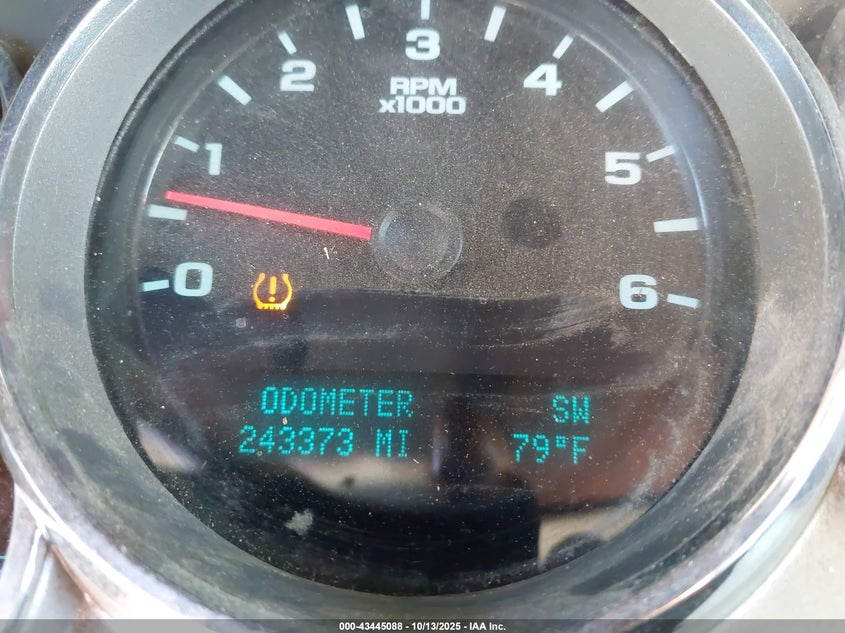 3
2
4
RPM
x1000
1
5
0
6
ODOMETER
SW
243373 MI
79°F
000-43445088 - 10/13/2025 - IAA Inc.